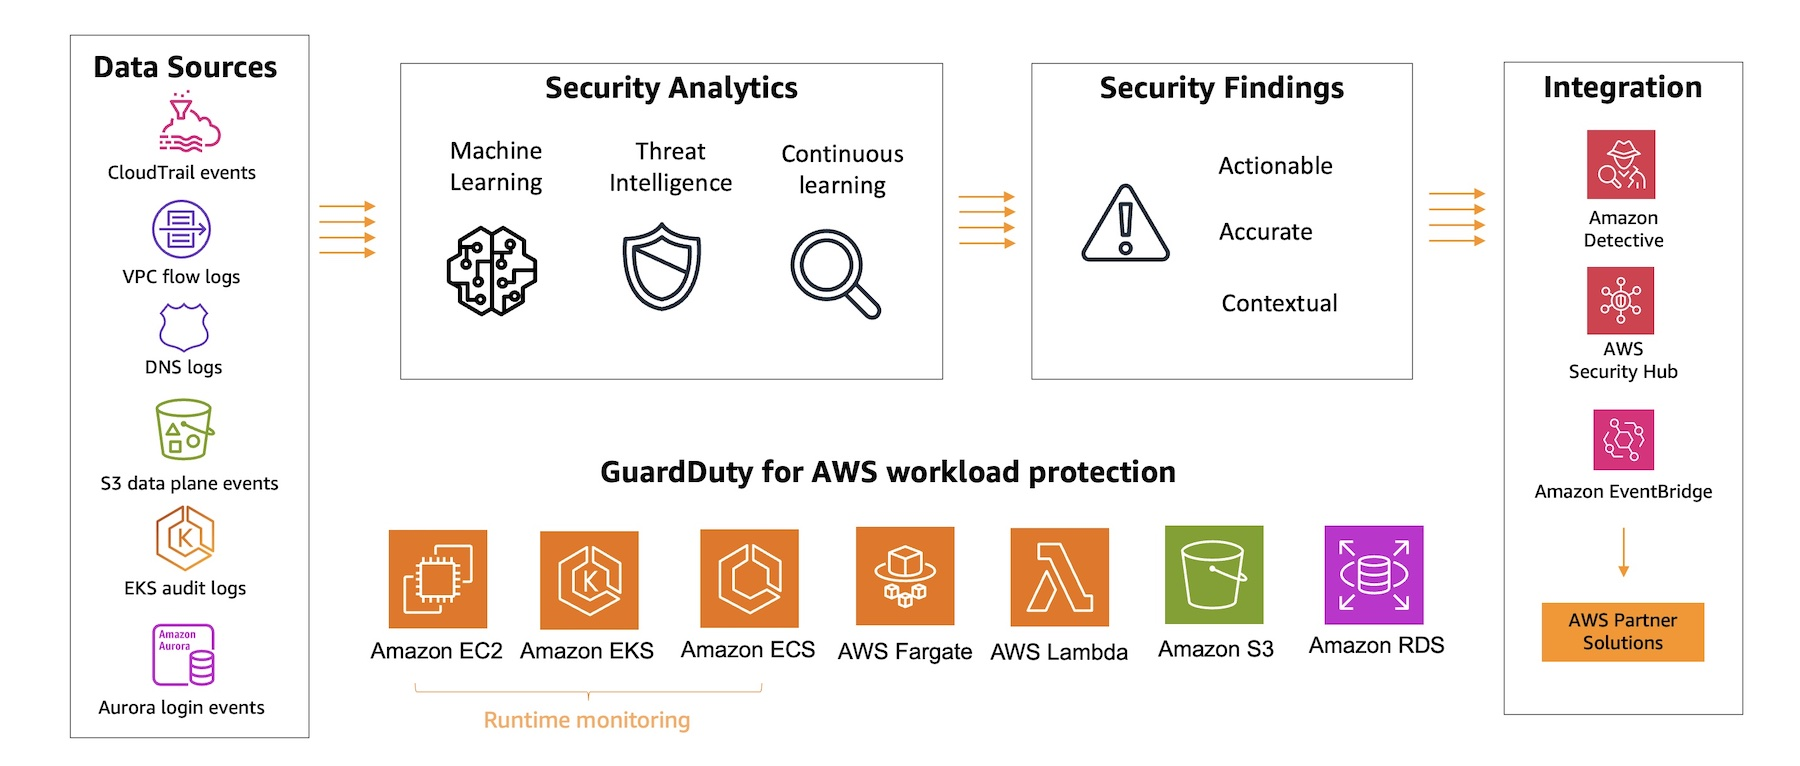 Data Sources
CloudTrail events
VPC flow logs
DNS logs
S3 data plane events
K
EKS audit logs
Amazon
Aurora
Aurora login events
Security Analytics
Machine
Learning
Threat
Intelligence
Continuous
learning
Security Findings
Actionable
Accurate
Contextual
Integration
Amazon
Detective
AWS
Security Hub
Amazon EventBridge
AWS Partner
Solutions
GuardDuty for AWS workload protection
K
Amazon EC2
Amazon EKS
Amazon ECS
AWS Fargate
AWS Lambda
Amazon S3
Amazon RDS
Runtime monitoring